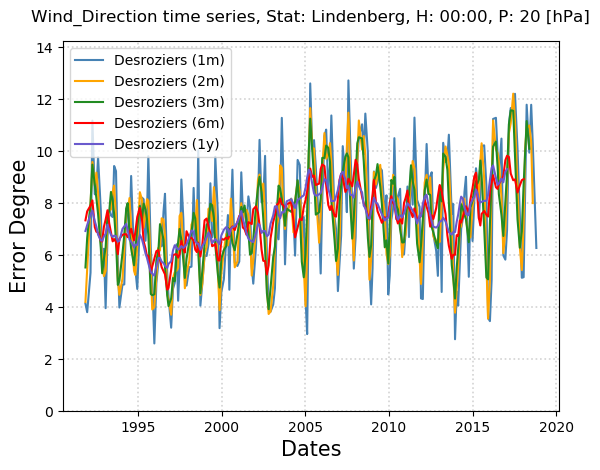 Wind_Direction time series, Stat: Lindenberg, H: 00:00, P: 20 [hPa]
Error Degree
14
12
10
8
6
4
2
0
Desroziers (1m)
Desroziers (2m)
Desroziers (3m)
Desroziers (6m)
Desroziers (1y)
1995
2000
2005
2010
2015
2020
Dates